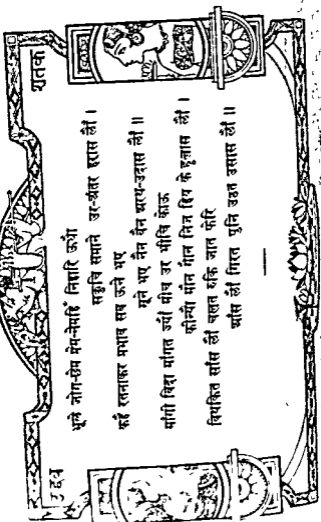 उद्धव
शतक
भूले जोग-छेम प्रेम-नेमहिं निहारि ऊधौ
सकुचि समाने उर-अंतर हरास लौं ।
कहैं रतनाकर प्रभाव सब ऊने भए
सूने भए नैन बैन अरथ-उदास लौं ॥
माँगी बिदा माँगत ज्यौं मीच उर भीचि कोऊ
कीन्यौ मौन गौन निज हिय के हुलास लौं ।
बिथकित साँस लौं चलत रुकि जात फेरि
आँस लौं गिरत पुनि उठत उसास लौं ॥